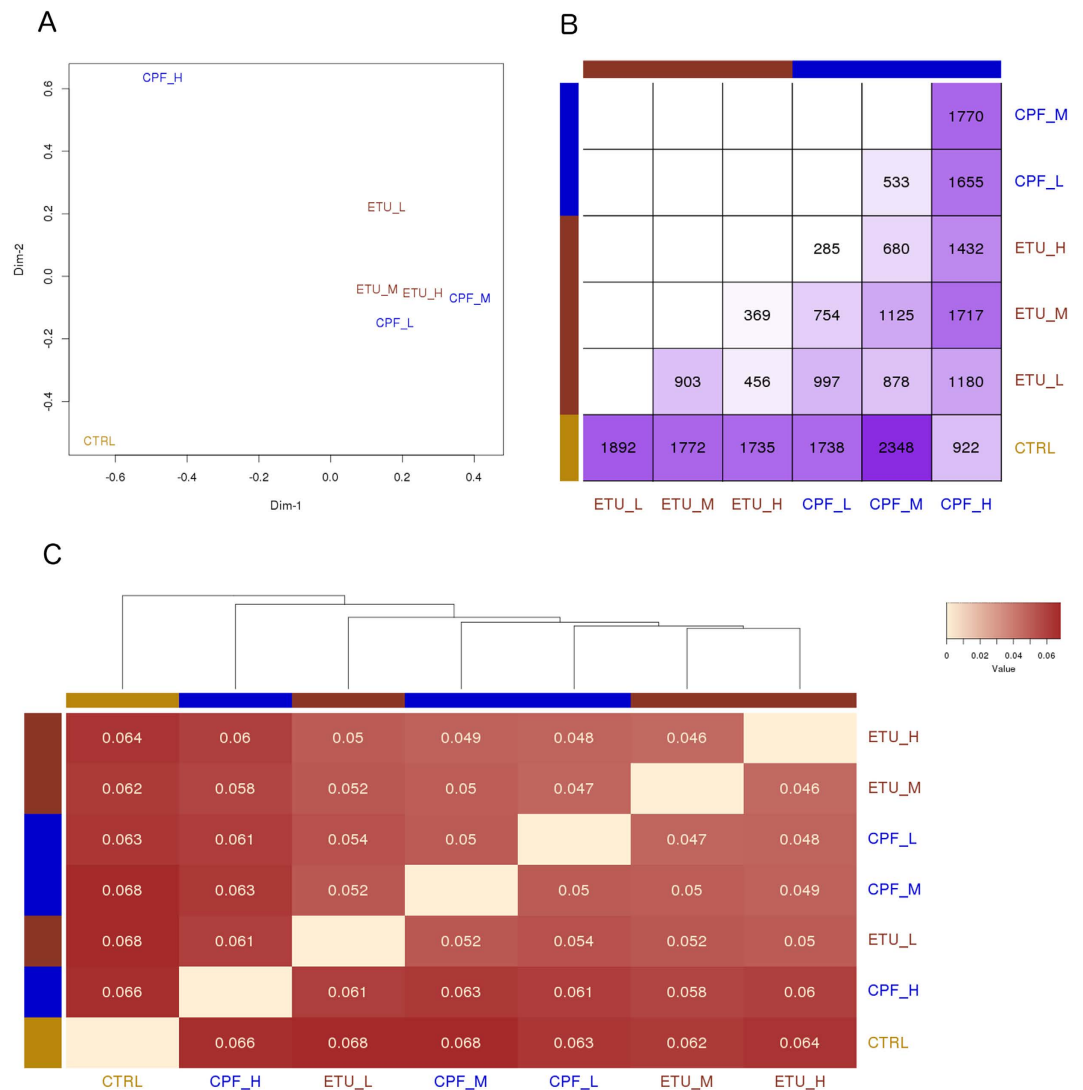 A
B
CPF_H
ETU_L
ETU_M
ETU_H
CPF_M
CPF_L
CTRL
0.6
0.4
0.2
0.0
-0.2
-0.4
Dim-2
-0.6 -0.4 -0.2 0.0 0.2 0.4
Dim-1
1770 CPF_M
533 1655 CPF_L
285 680 1432 ETU_H
369 754 1125 1717 ETU_M
903 456 997 878 1180 ETU_L
1892 1772 1735 1738 2348 922 CTRL
ETU_L ETU_M ETU_H CPF_L CPF_M CPF_H
C
0 0.02 0.04 0.06
Value
0.064 0.06 0.05 0.049 0.048 0.046 ETU_H
0.062 0.058 0.052 0.05 0.047 0.046 ETU_M
0.063 0.061 0.054 0.05 0.047 0.048 CPF_L
0.068 0.063 0.052 0.05 0.05 0.049 CPF_M
0.068 0.061 0.052 0.054 0.052 0.05 ETU_L
0.066 0.061 0.063 0.061 0.058 0.06 CPF_H
0.066 0.068 0.068 0.063 0.062 0.064 CTRL
CTRL CPF_H ETU_L CPF_M CPF_L ETU_M ETU_H